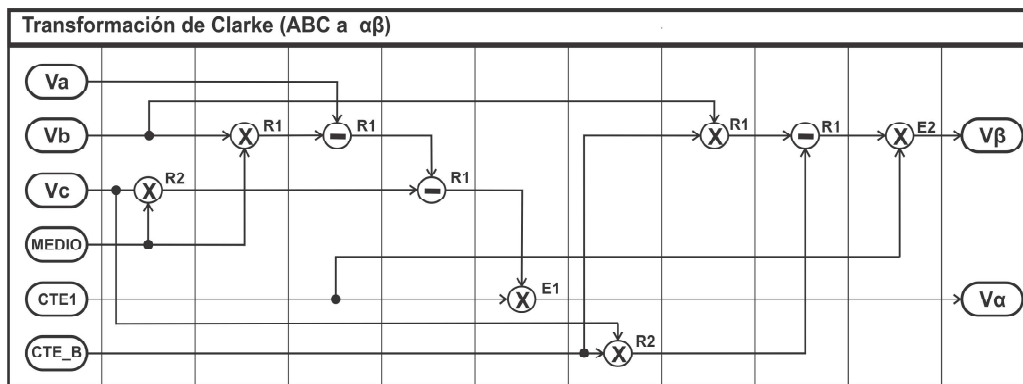 Transformación de Clarke (ABC a αβ)
Va
Vb X R1 − R1 X R1 − R1 X E2 Vβ
Vc X R2 − R1
MEDIO
CTE1 X E1 Vα
CTE_B X R2